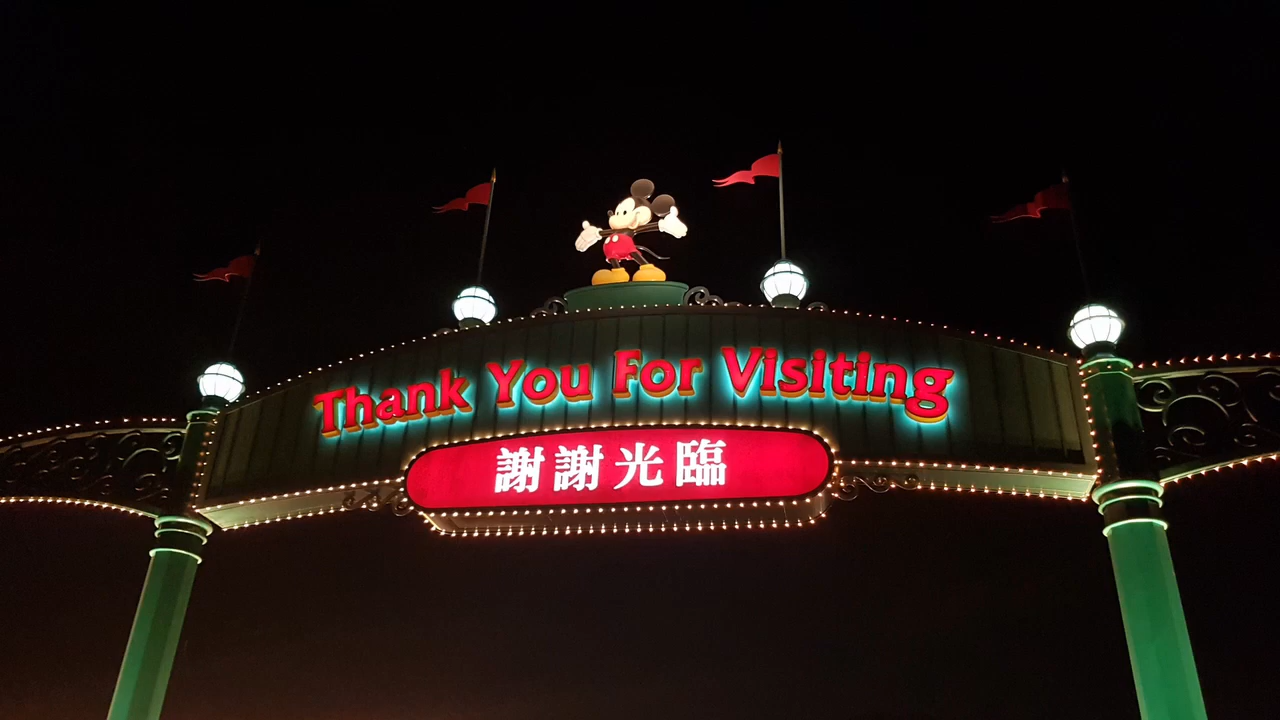 Thank You For Visiting
謝謝光臨